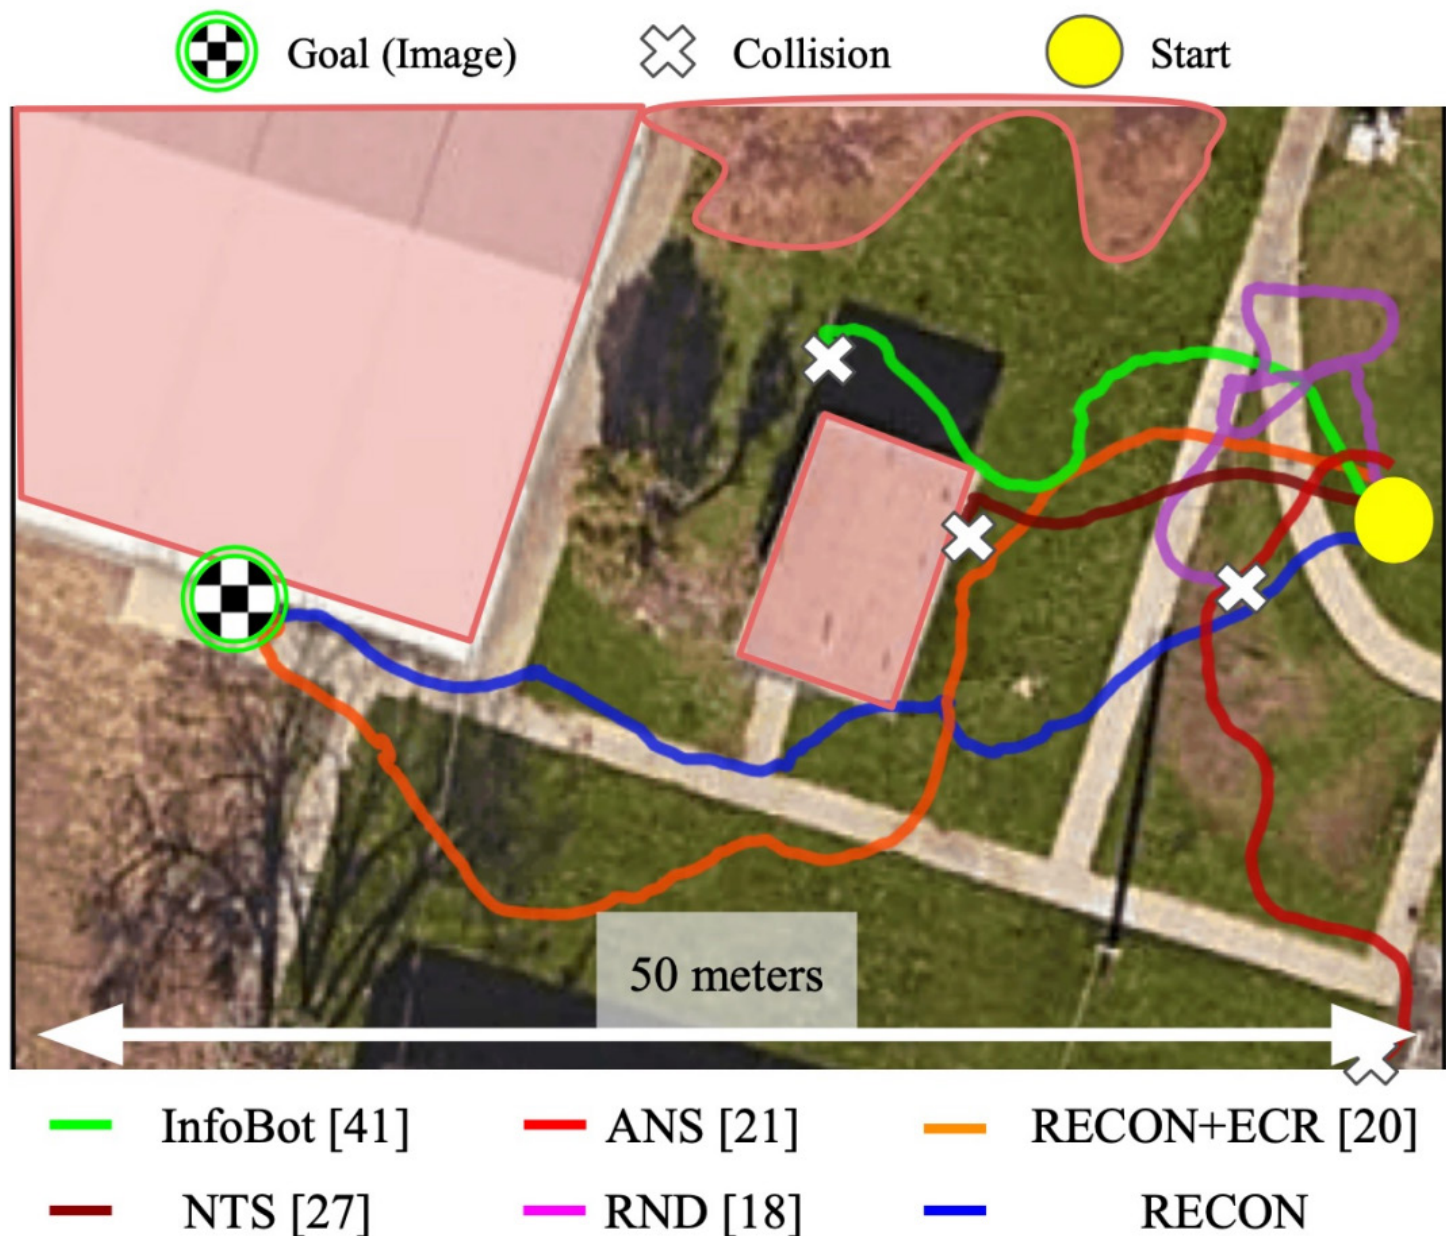 Goal (Image) Collision Start
50 meters
InfoBot [41] ANS [21] RECON+ECR [20]
NTS [27] RND [18] RECON